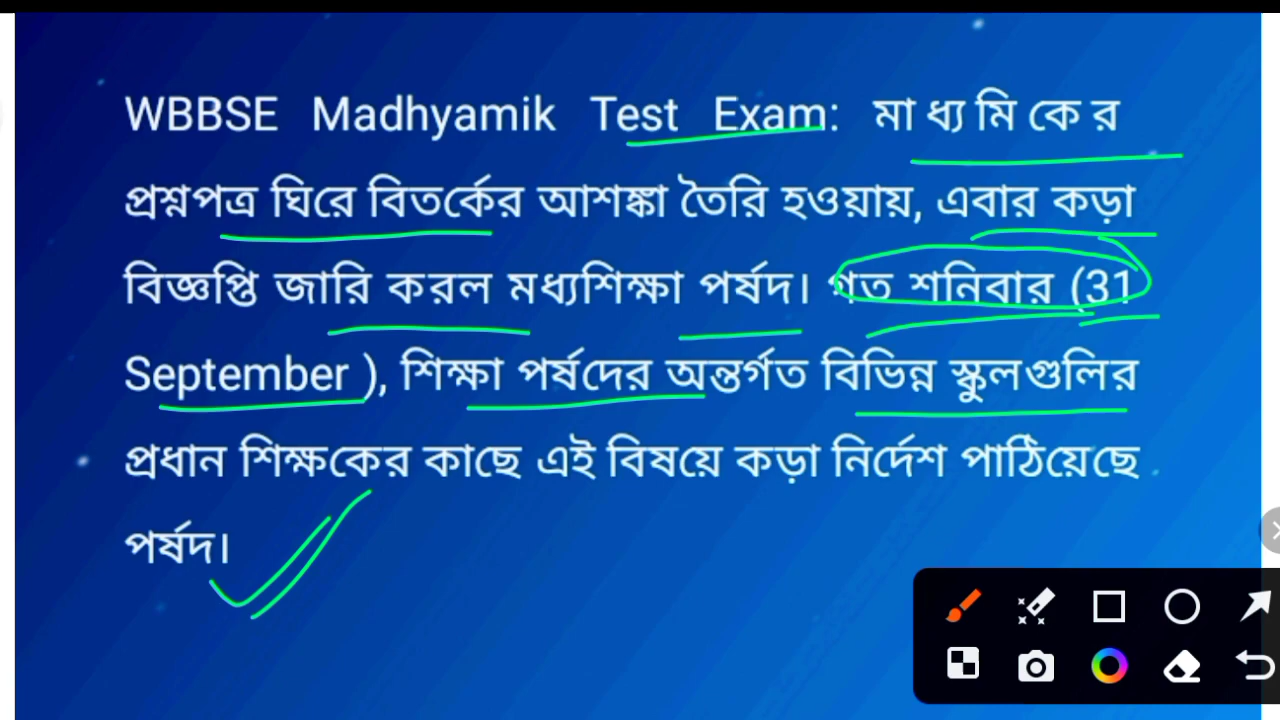 WBBSE Madhyamik Test Exam: মাধ্যমিকের
প্রশ্নপত্র ঘিরে বিতর্কের আশঙ্কা তৈরি হওয়ায়, এবার কড়া
বিজ্ঞপ্তি জারি করল মধ্যশিক্ষা পর্ষদ। গত শনিবার (31
September ), শিক্ষা পর্ষদের অন্তর্গত বিভিন্ন স্কুলগুলির
প্রধান শিক্ষকের কাছে এই বিষয়ে কড়া নির্দেশ পাঠিয়েছে
পর্ষদ।